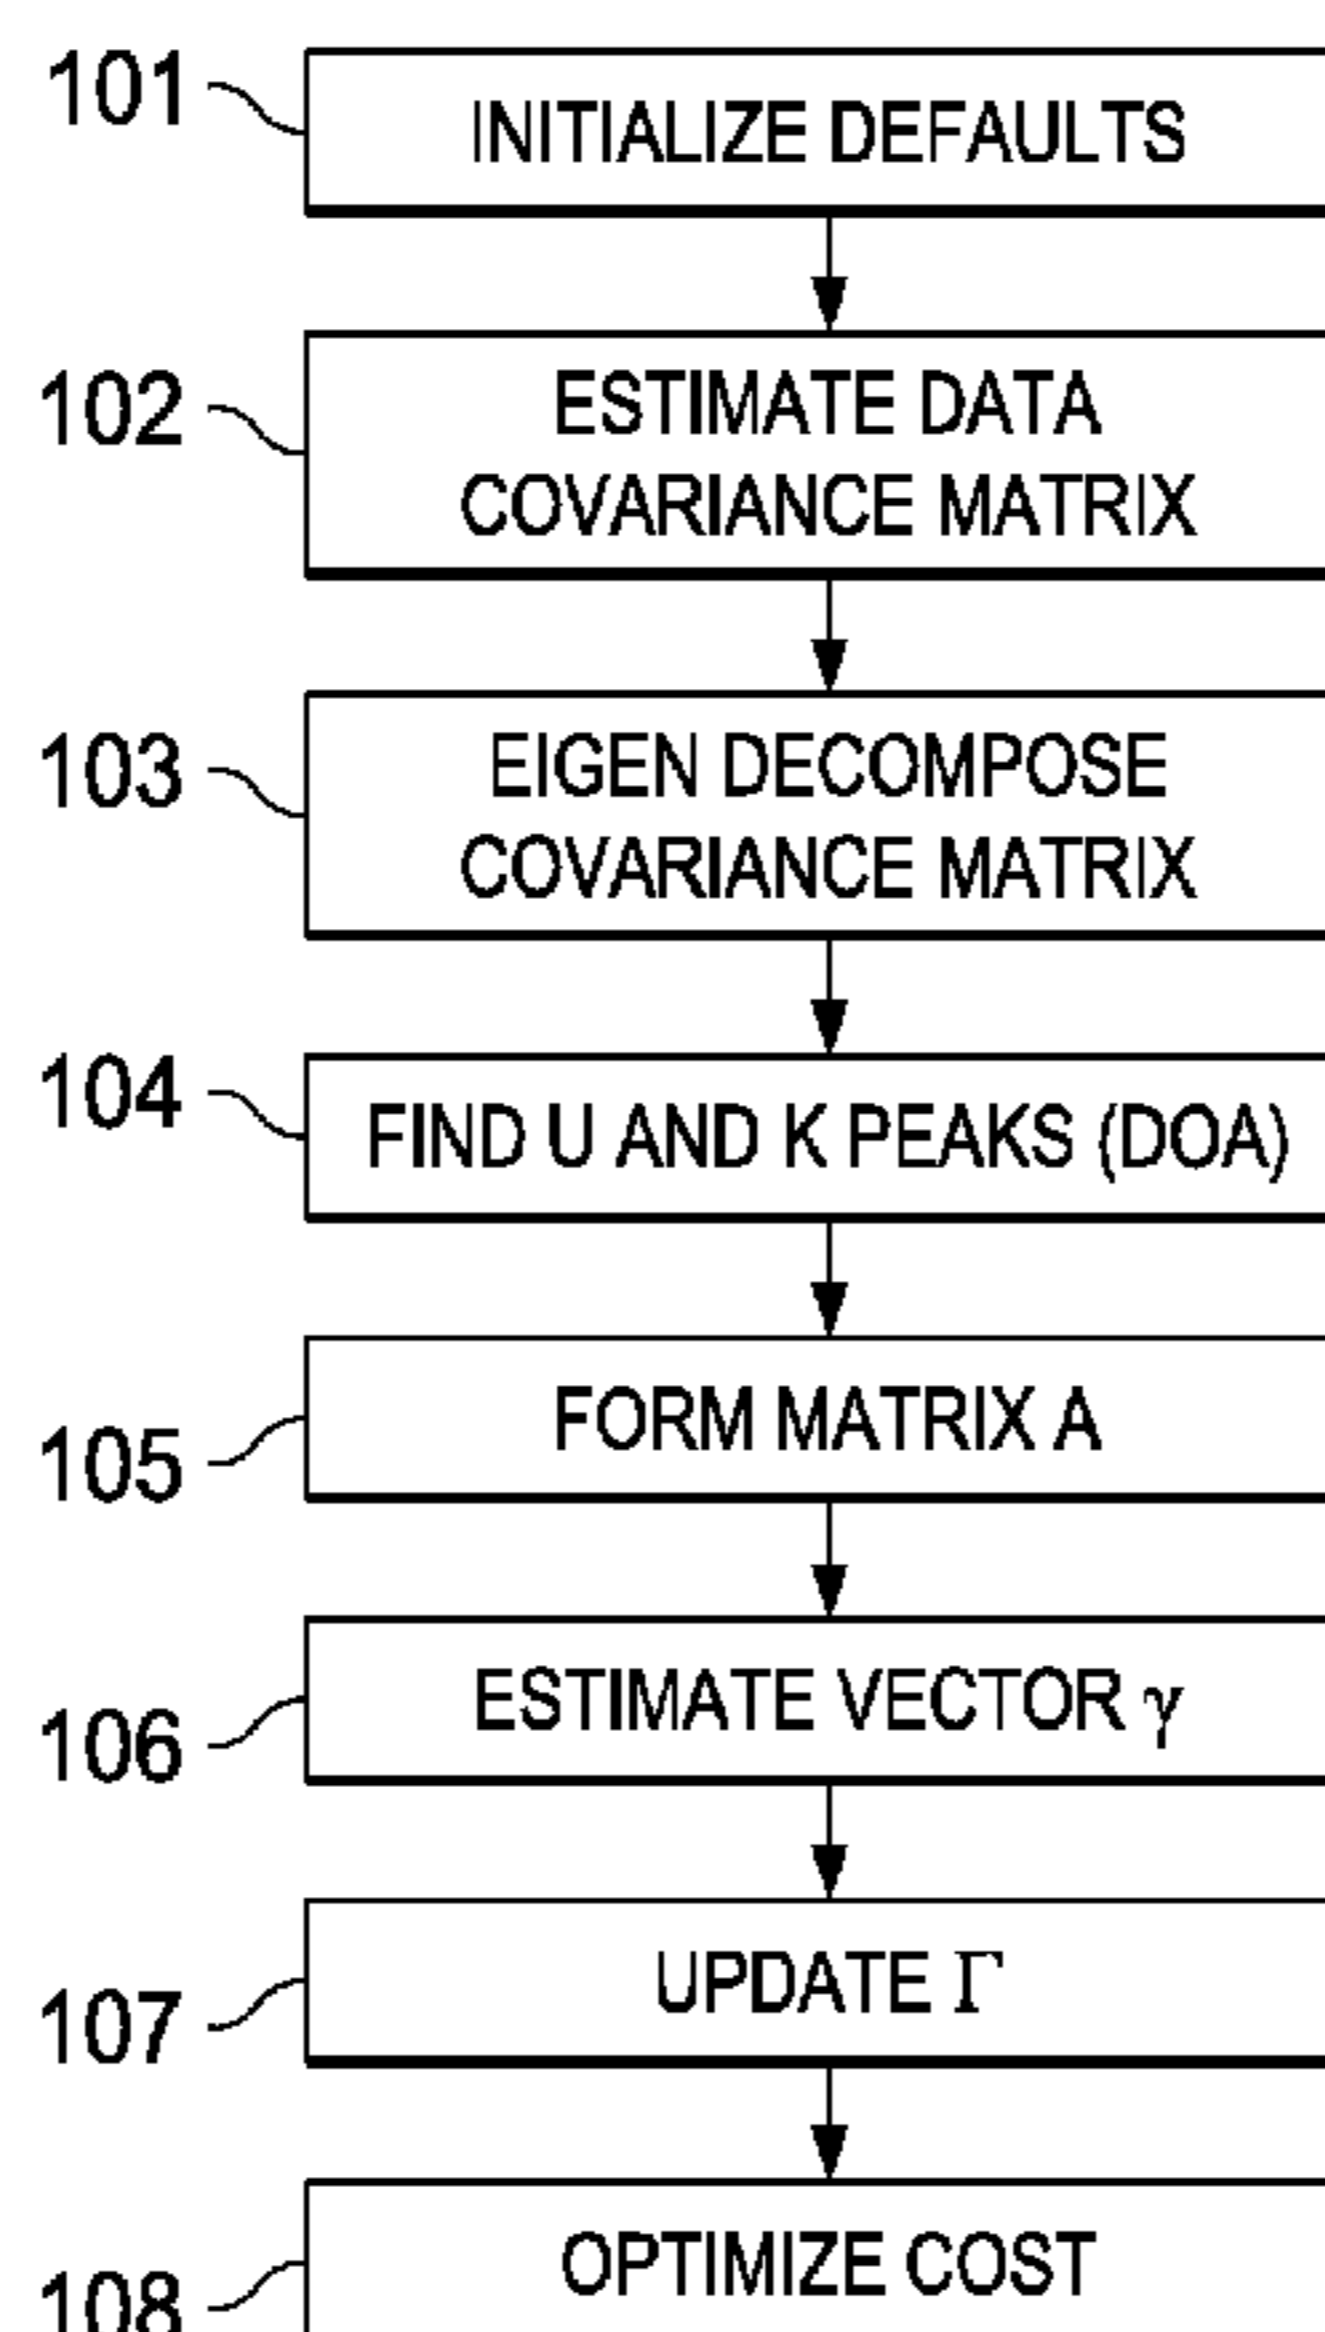 101
INITIALIZE DEFAULTS
102
ESTIMATE DATA
COVARIANCE MATRIX
103
EIGEN DECOMPOSE
COVARIANCE MATRIX
104
FIND U AND K PEAKS (DOA)
105
FORM MATRIX A
106
ESTIMATE VECTOR γ
107
UPDATE Γ
108
OPTIMIZE COST